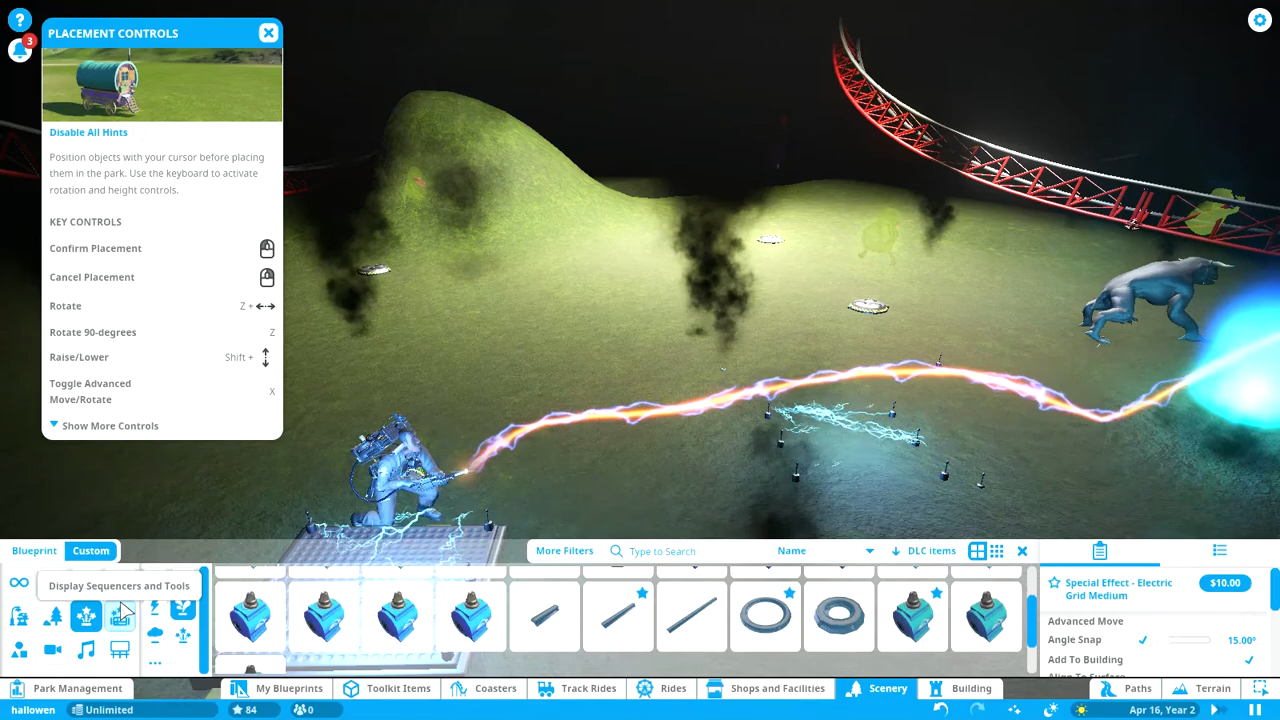 ?
3
PLACEMENT CONTROLS
Disable All Hints
Position objects with your cursor before placing
them in the park. Use the keyboard to activate
rotation and height controls.
KEY CONTROLS
Confirm Placement
Cancel Placement
Rotate Z +
Rotate 90-degrees Z
Raise/Lower Shift +
Toggle Advanced
Move/Rotate X
Show More Controls
Blueprint Custom
More Filters Type to Search Name DLC items
Display Sequencers and Tools
Special Effect - Electric
Grid Medium
$10.00
Advanced Move
Angle Snap 15.00°
Add To Building
Park Management My Blueprints Toolkit Items Coasters Track Rides Rides Shops and Facilities Scenery Building Paths Terrain
hallowen Unlimited 84 0 Apr 16, Year 2